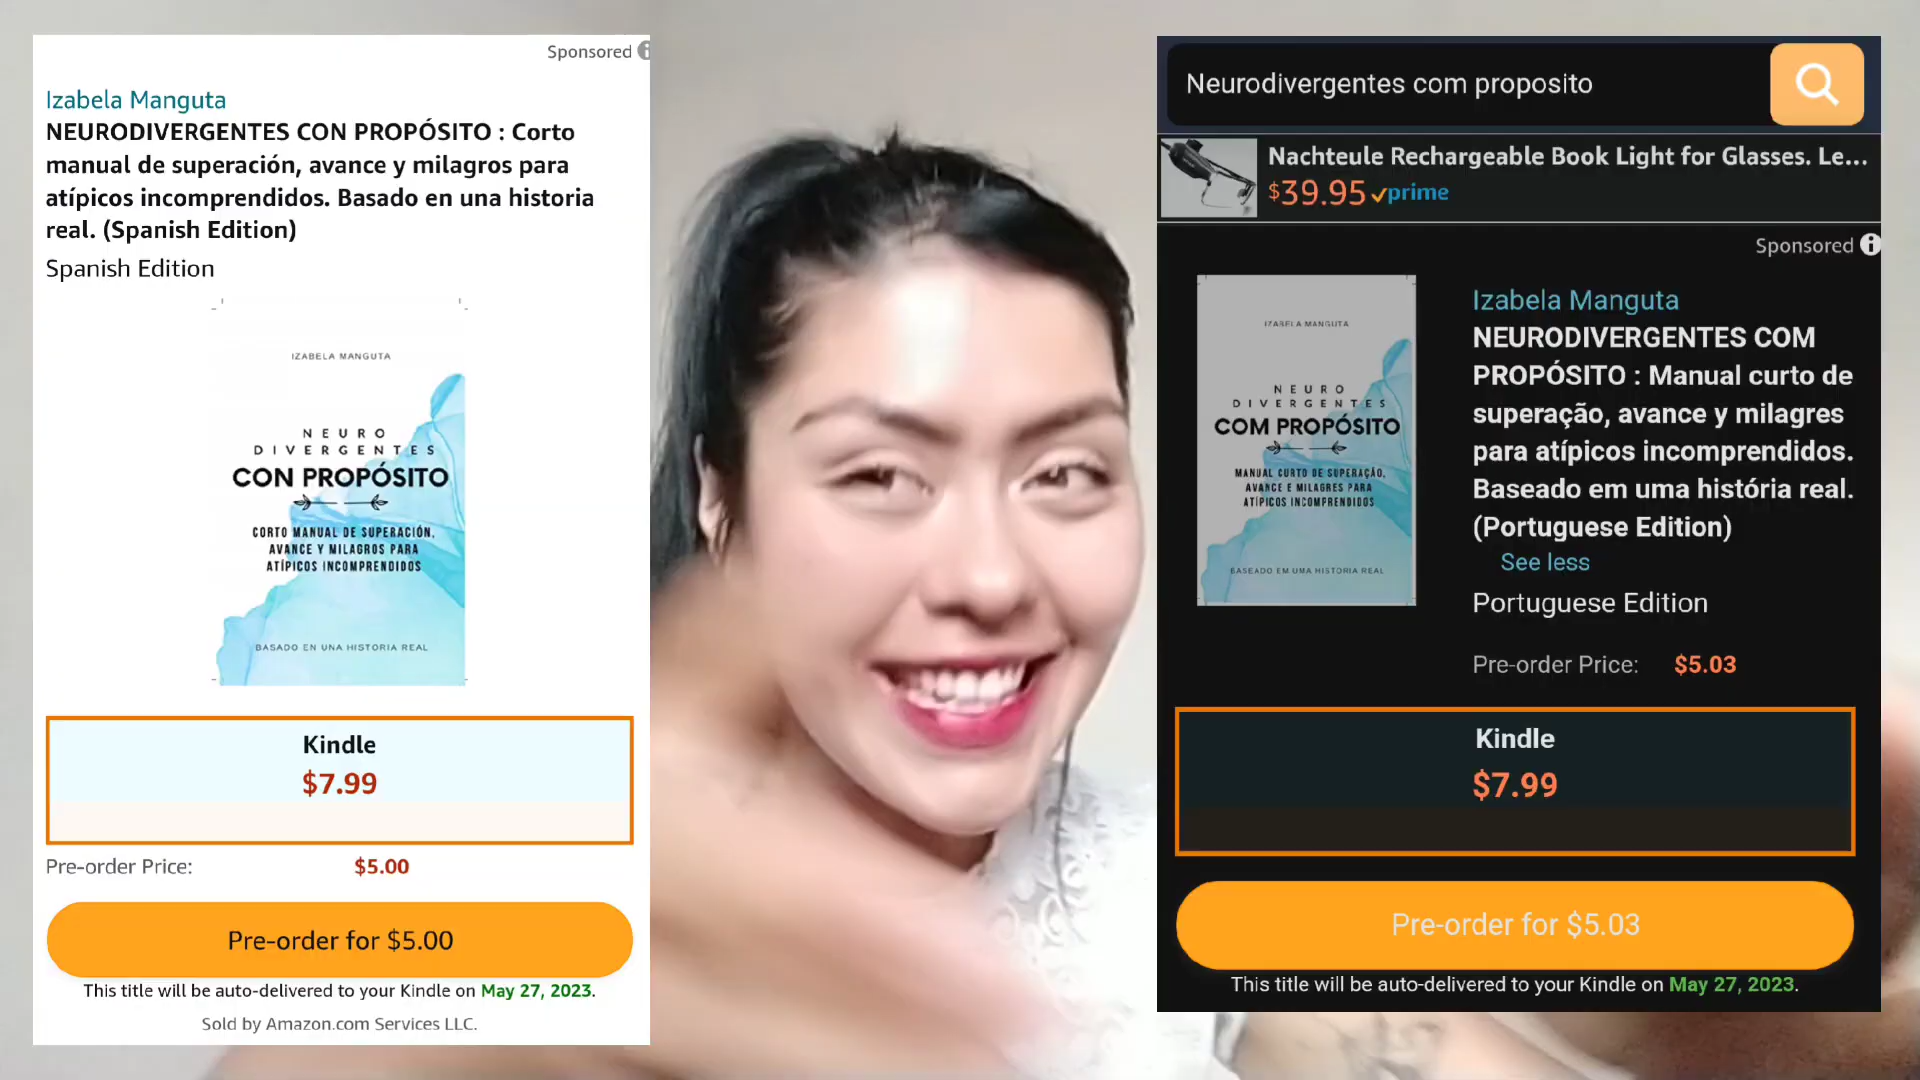 Sponsored
Izabela Manguta
NEURODIVERGENTES CON PROPÓSITO : Corto
manual de superación, avance y milagros para
atípicos incomprendidos. Basado en una historia
real. (Spanish Edition)
Spanish Edition
IZABELA MANGUTA
NEURO
DIVERGENTES
CON PROPÓSITO
CORTO MANUAL DE SUPERACIÓN,
AVANCE Y MILAGROS PARA
ATÍPICOS INCOMPRENDIDOS
BASADO EN UNA HISTORIA REAL
Kindle
$7.99
Pre-order Price: $5.00
Pre-order for $5.00
This title will be auto-delivered to your Kindle on May 27, 2023.
Sold by Amazon.com Services LLC.
Neurodivergentes com proposito
Nachteule Rechargeable Book Light for Glasses. Le...
$39.95 prime
Sponsored
IZABELA MANGUTA
NEURO
DIVERGENTES
COM PROPÓSITO
MANUAL CURTO DE SUPERAÇÃO,
AVANCE E MILAGRES PARA
ATÍPICOS INCOMPRENDIDOS
BASEADO EM UMA HISTORIA REAL
Izabela Manguta
NEURODIVERGENTES COM
PROPÓSITO : Manual curto de
superação, avance y milagres
para atípicos incomprendidos.
Baseado em uma história real.
(Portuguese Edition)
See less
Portuguese Edition
Pre-order Price: $5.03
Kindle
$7.99
Pre-order for $5.03
This title will be auto-delivered to your Kindle on May 27, 2023.